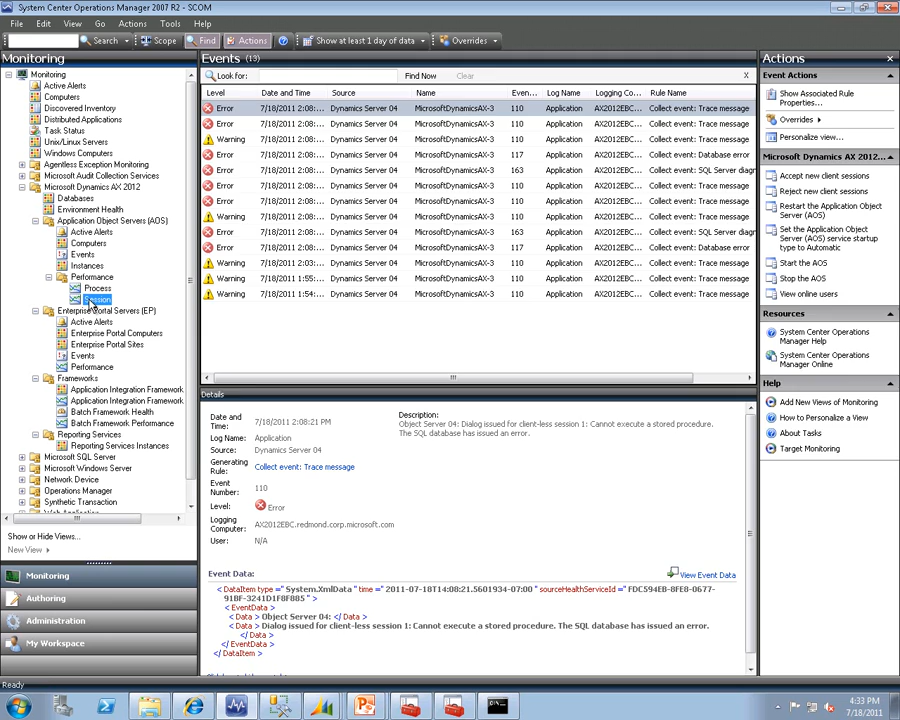 System Center Operations Manager 2007 R2 - SCOM
File Edit View Go Actions Tools Help
Search Scope Find Actions Show at least 1 day of data Overrides
Monitoring
Monitoring
Active Alerts
Computers
Discovered Inventory
Distributed Applications
Task Status
Unix/Linux Servers
Windows Computers
Agentless Exception Monitoring
Microsoft Audit Collection Services
Microsoft Dynamics AX 2012
Databases
Environment Health
Application Object Servers (AOS)
Active Alerts
Computers
Events
Instances
Performance
Process
Session
Enterprise Portal Servers (EP)
Active Alerts
Enterprise Portal Computers
Enterprise Portal Sites
Events
Performance
Frameworks
Application Integration Framework
Application Integration Framework
Batch Framework Health
Batch Framework Performance
Reporting Services
Reporting Services Instances
Microsoft SQL Server
Microsoft Windows Server
Network Device
Operations Manager
Synthetic Transaction
Show or Hide Views...
New View
Monitoring
Authoring
Administration
My Workspace
Events (13)
Look for: Find Now Clear x
Level Date and Time Source Name Even... Log Name Logging Co... Rule Name
Error 7/18/2011 2:08:... Dynamics Server 04 MicrosoftDynamicsAX-3 110 Application AX2012EBC... Collect event: Trace message
Error 7/18/2011 2:08:... Dynamics Server 04 MicrosoftDynamicsAX-3 110 Application AX2012EBC... Collect event: Trace message
Warning 7/18/2011 2:08:... Dynamics Server 04 MicrosoftDynamicsAX-3 110 Application AX2012EBC... Collect event: Trace message
Error 7/18/2011 2:08:... Dynamics Server 04 MicrosoftDynamicsAX-3 117 Application AX2012EBC... Collect event: Database error
Error 7/18/2011 2:08:... Dynamics Server 04 MicrosoftDynamicsAX-3 163 Application AX2012EBC... Collect event: SQL Server diagr
Error 7/18/2011 2:08:... Dynamics Server 04 MicrosoftDynamicsAX-3 110 Application AX2012EBC... Collect event: Trace message
Error 7/18/2011 2:08:... Dynamics Server 04 MicrosoftDynamicsAX-3 110 Application AX2012EBC... Collect event: Trace message
Warning 7/18/2011 2:08:... Dynamics Server 04 MicrosoftDynamicsAX-3 110 Application AX2012EBC... Collect event: Trace message
Error 7/18/2011 2:08:... Dynamics Server 04 MicrosoftDynamicsAX-3 163 Application AX2012EBC... Collect event: SQL Server diagr
Error 7/18/2011 2:08:... Dynamics Server 04 MicrosoftDynamicsAX-3 117 Application AX2012EBC... Collect event: Database error
Warning 7/18/2011 2:03:... Dynamics Server 04 MicrosoftDynamicsAX-3 110 Application AX2012EBC... Collect event: Trace message
Warning 7/18/2011 1:55:... Dynamics Server 04 MicrosoftDynamicsAX-3 110 Application AX2012EBC... Collect event: Trace message
Warning 7/18/2011 1:54:... Dynamics Server 04 MicrosoftDynamicsAX-3 110 Application AX2012EBC... Collect event: Trace message
Details
Date and Time: 7/18/2011 2:08:21 PM
Log Name: Application
Source: Dynamics Server 04
Generating Rule: Collect event: Trace message
Event Number: 110
Level: Error
Logging Computer: AX2012EBC.redmond.corp.microsoft.com
User: N/A
Description:
Object Server 04: Dialog issued for client-less session 1: Cannot execute a stored procedure.
The SQL database has issued an error.
Event Data: View Event Data
< DataItem type =" System.XmlData " time =" 2011-07-18T14:08:21.5601934-07:00 " sourceHealthServiceId =" FDC594EB-8FE8-0677-
91BF-3241D1F8F885 " >
< EventData >
< Data > Object Server 04: </ Data >
< Data > Dialog issued for client-less session 1: Cannot execute a stored procedure. The SQL database has issued an error.
</ Data >
</ EventData >
</ DataItem >
Actions x
Event Actions
Show Associated Rule
Properties...
Overrides
Personalize view...
Microsoft Dynamics AX 2012...
Accept new client sessions
Reject new client sessions
Restart the Application Object
Server (AOS)
Set the Application Object
Server (AOS) service startup
type to Automatic
Start the AOS
Stop the AOS
View online users
Resources
System Center Operations
Manager Help
System Center Operations
Manager Online
Help
Add New Views of Monitoring
How to Personalize a View
About Tasks
Target Monitoring
Ready
4:33 PM
7/18/2011